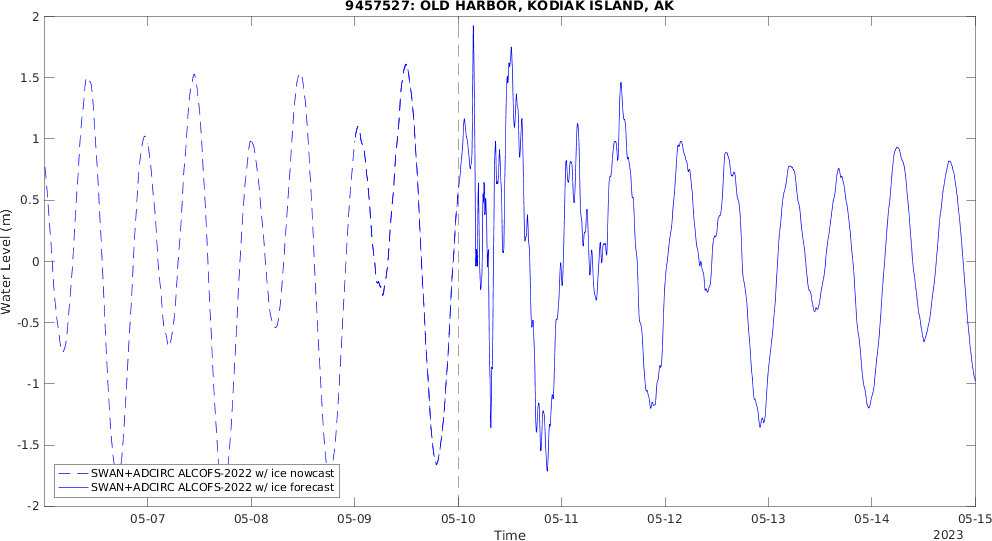 9457527: OLD HARBOR, KODIAK ISLAND, AK
Water Level (m)
2
1.5
1
0.5
0
-0.5
-1
-1.5
-2
SWAN+ADCIRC ALCOFS-2022 w/ ice nowcast
SWAN+ADCIRC ALCOFS-2022 w/ ice forecast
05-07 05-08 05-09 05-10 05-11 05-12 05-13 05-14 05-15
Time
2023